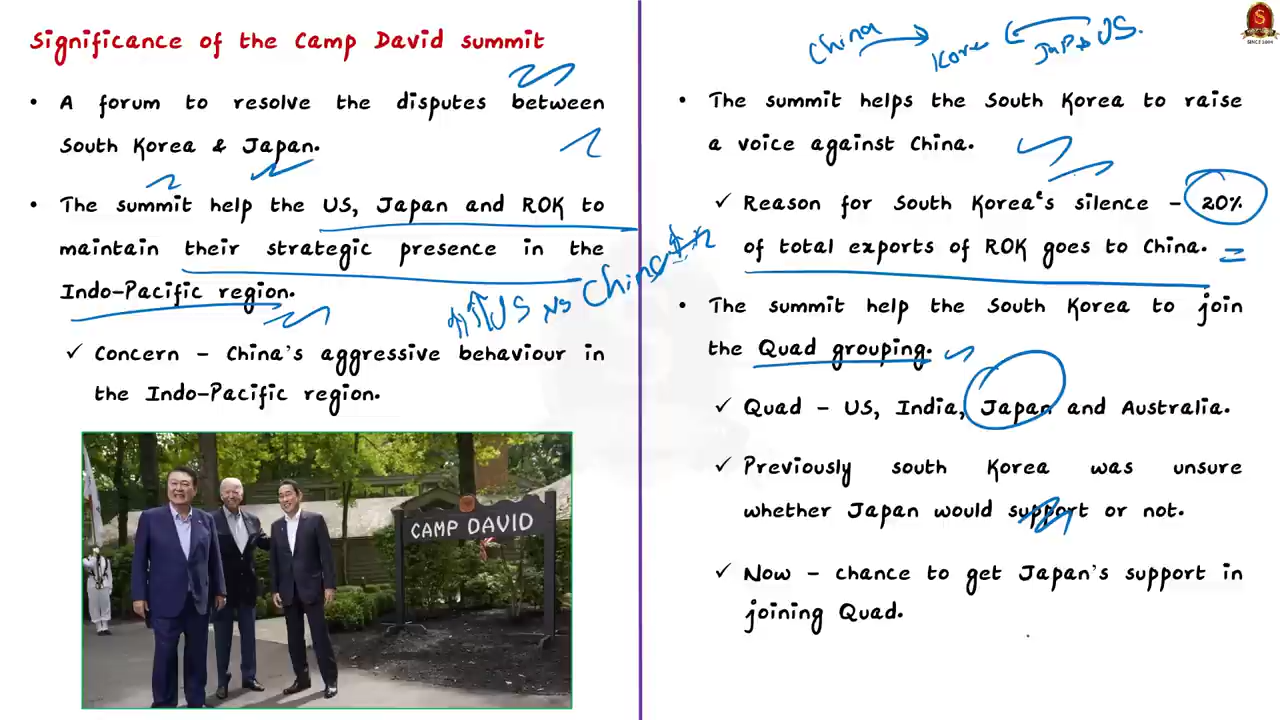 Significance of the Camp David summit
• A forum to resolve the disputes between
South Korea & Japan.
• The summit help the US, Japan and ROK to
maintain their strategic presence in the
Indo-Pacific region.
US vs China
✓ Concern – China's aggressive behaviour in
the Indo-Pacific region.
CAMP DAVID
China → Korea ← Jap + US.
• The summit helps the South Korea to raise
a voice against China.
✓ Reason for South Korea's silence – 20%
of total exports of ROK goes to China.
• The summit help the South Korea to join
the Quad grouping.
✓ Quad – US, India, Japan and Australia.
✓ Previously south Korea was unsure
whether Japan would support or not.
✓ Now – chance to get Japan's support in
joining Quad.
SINCE 2004